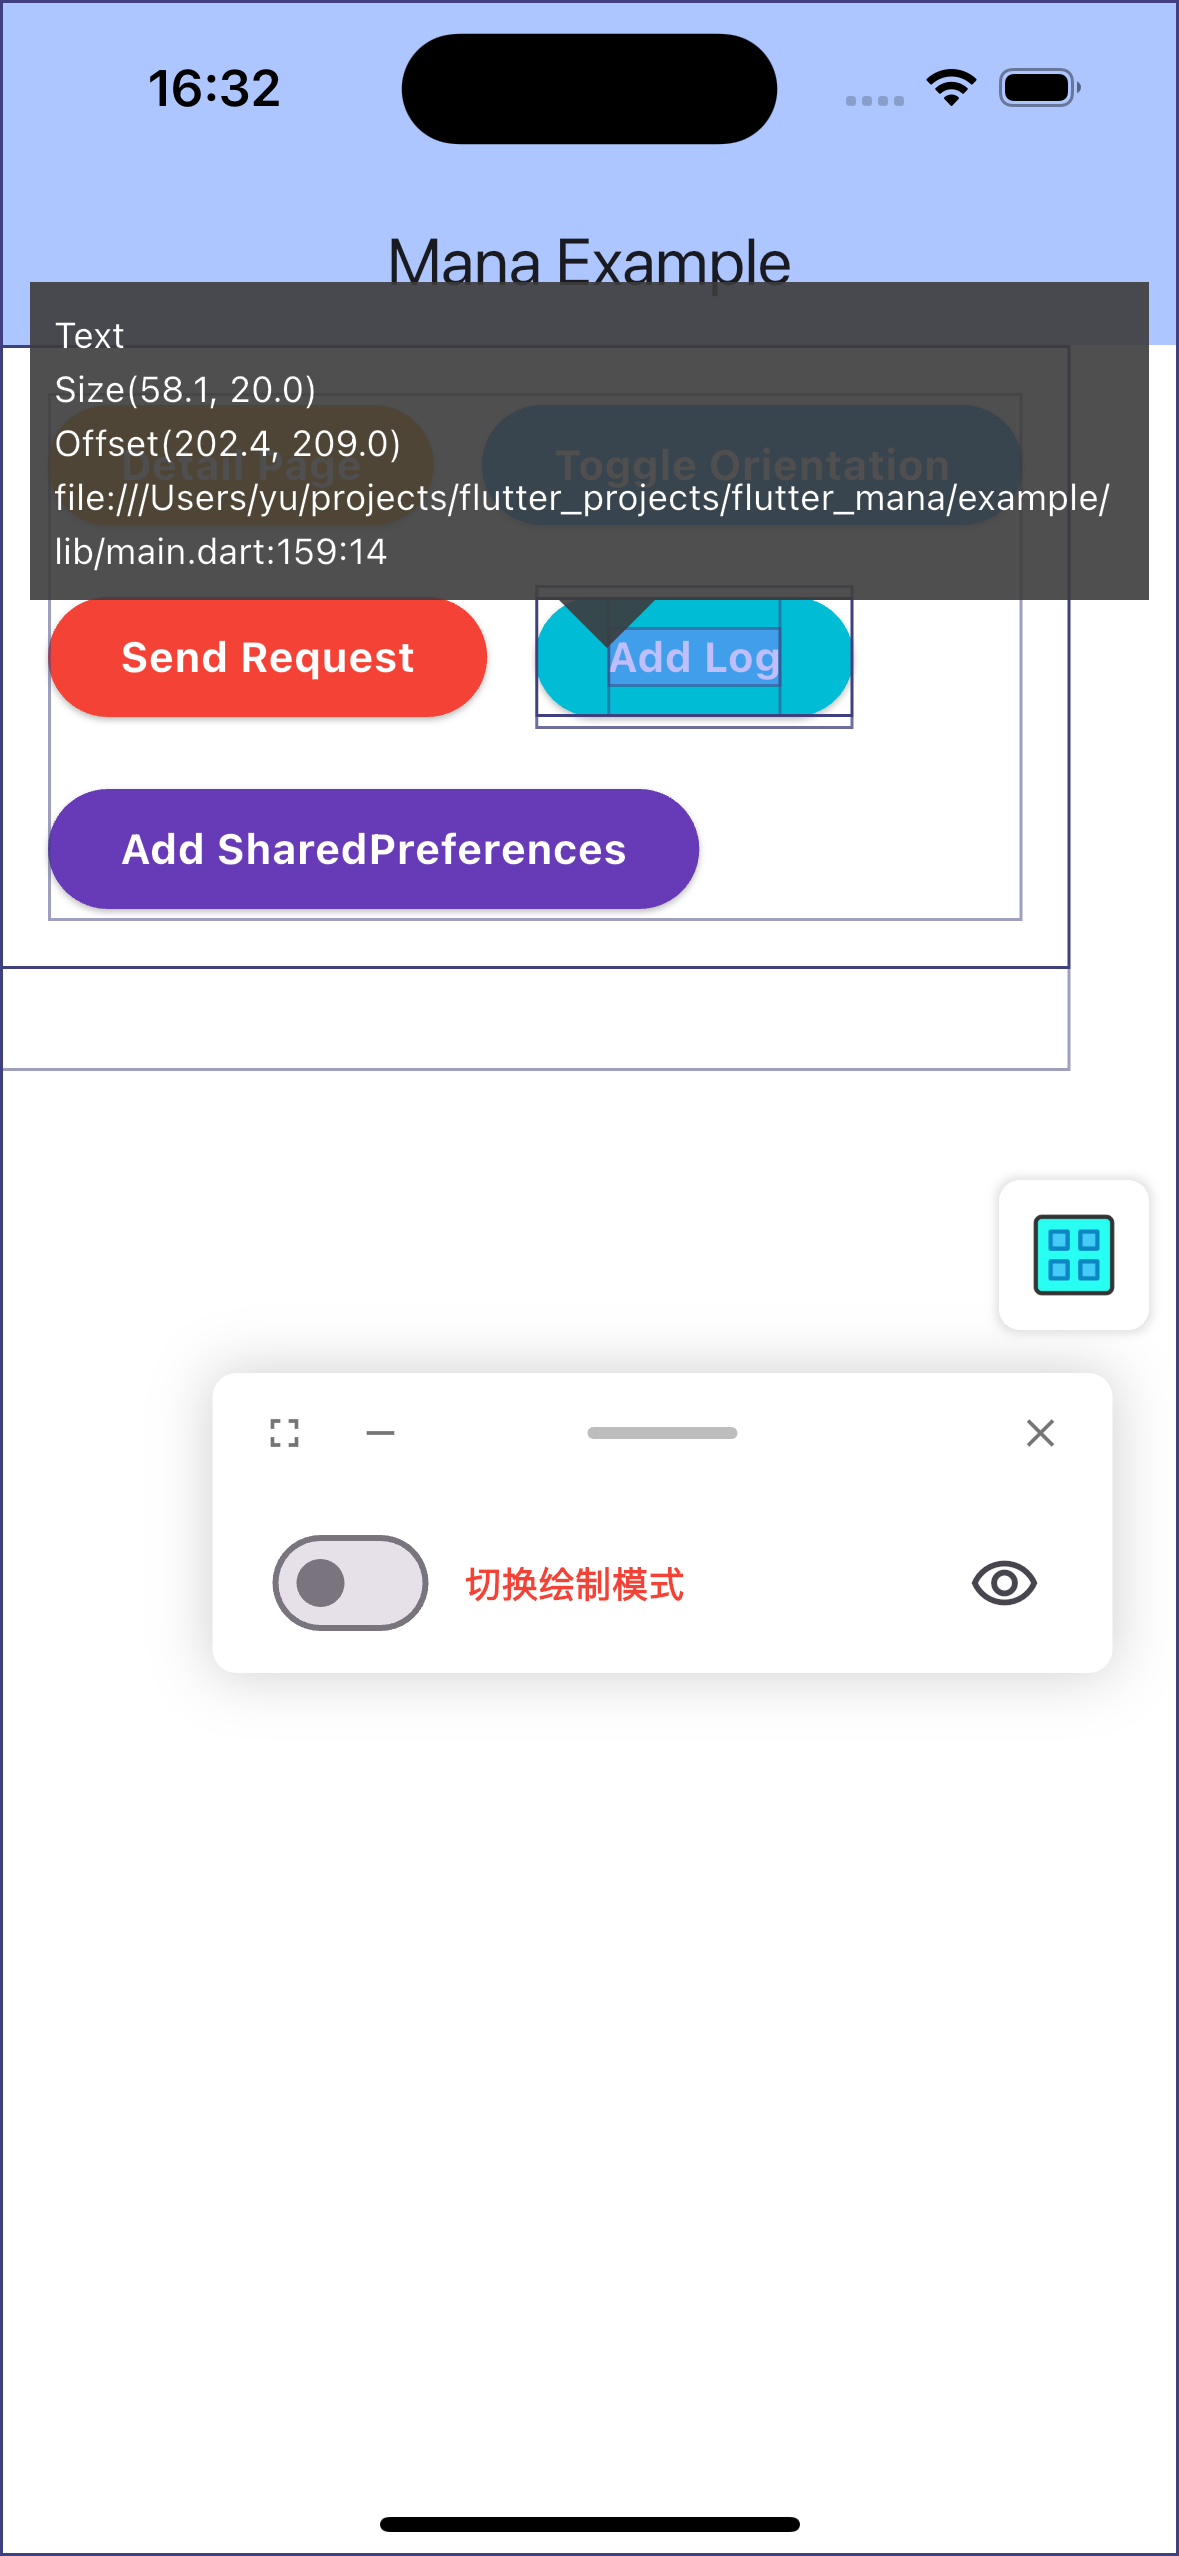 16:32
Mana Example
Text
Size(58.1, 20.0)
Offset(202.4, 209.0)
Detail Page
Toggle Orientation
file:///Users/yu/projects/flutter_projects/flutter_mana/example/
lib/main.dart:159:14
Send Request
Add Log
Add SharedPreferences
切换绘制模式